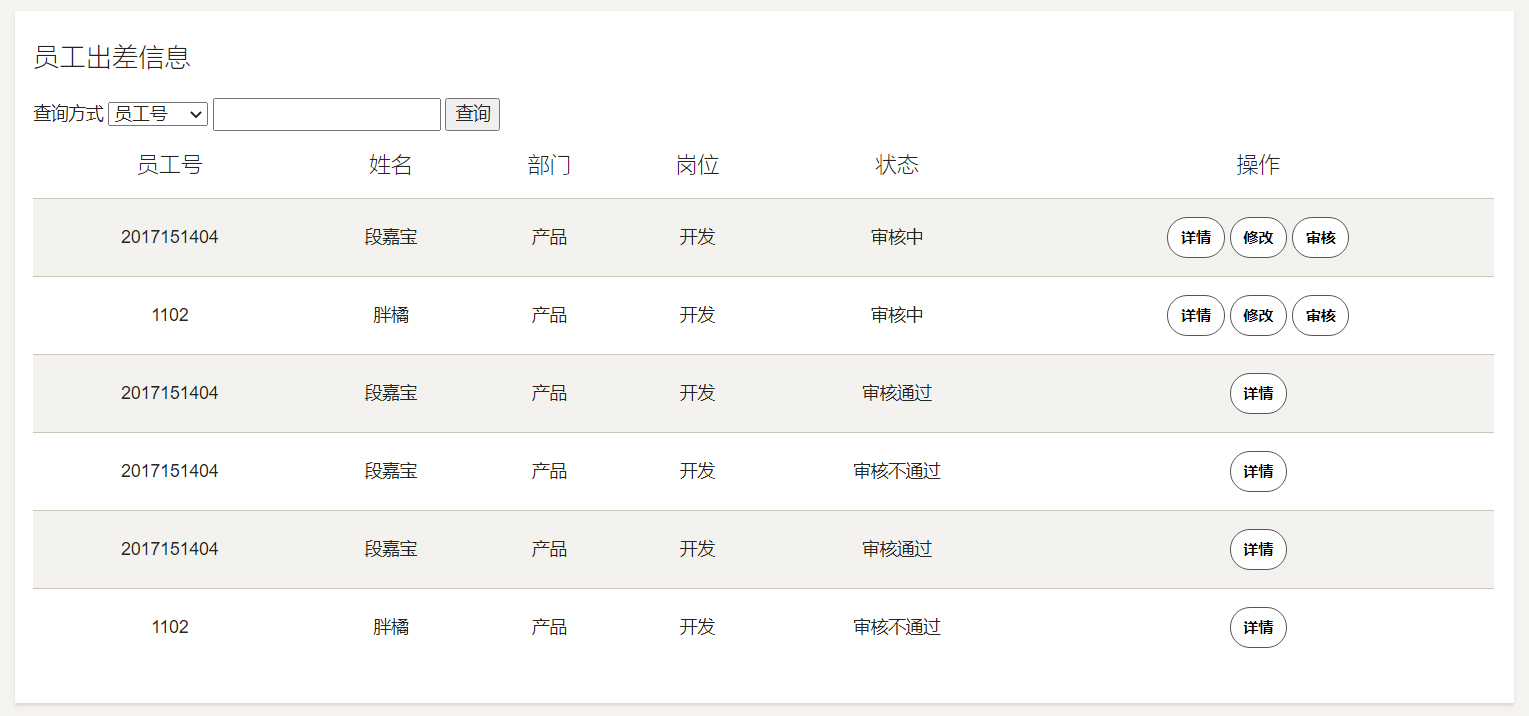 员工出差信息
查询方式 员工号 查询
员工号 姓名 部门 岗位 状态 操作
2017151404 段嘉宝 产品 开发 审核中 详情 修改 审核
1102 胖橘 产品 开发 审核中 详情 修改 审核
2017151404 段嘉宝 产品 开发 审核通过 详情
2017151404 段嘉宝 产品 开发 审核不通过 详情
2017151404 段嘉宝 产品 开发 审核通过 详情
1102 胖橘 产品 开发 审核不通过 详情